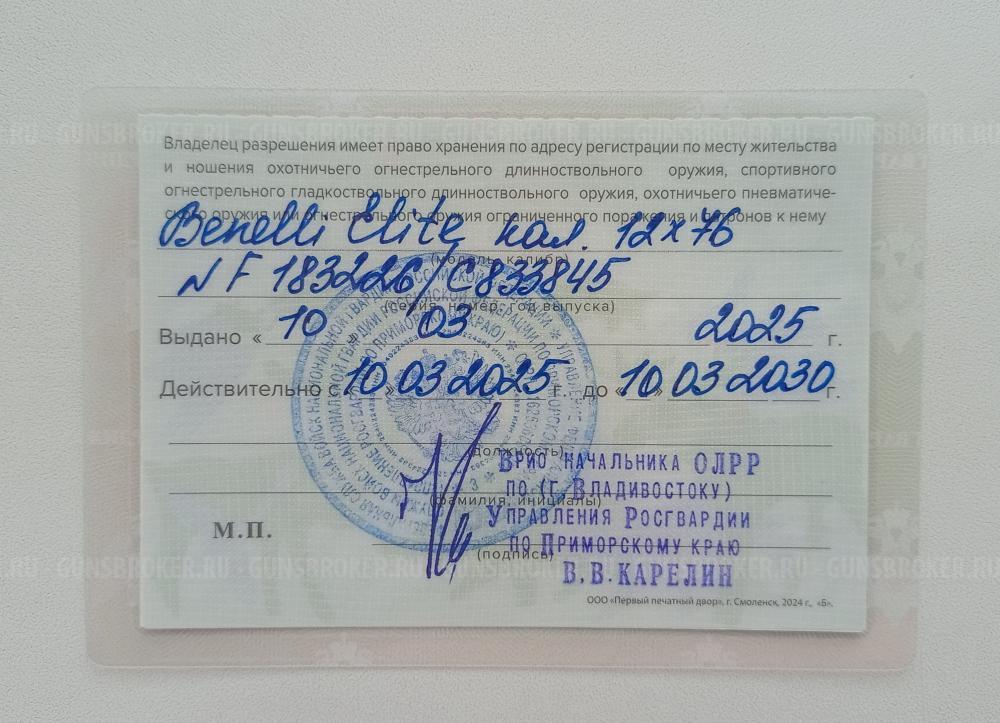 Владелец разрешения имеет право хранения по адресу регистрации по месту жительства
и ношения охотничьего огнестрельного длинноствольного оружия, спортивного
огнестрельного гладкоствольного длинноствольного оружия, охотничьего пневматиче-
ского оружия или огнестрельного оружия ограниченного поражения и патронов к нему
Benelli Elite кал. 12x76
(модель, калибр)
N F 183226/C833845
(серия, номер, год выпуска)
Выдано « 10 » 03 2025 г.
Действительно с « 10 » 03 2025 г. до « 10 » 03 2030 г.
(должность)
Врио начальника ОЛРР
по (г. Владивостоку)
(фамилия, инициалы)
Управления Росгвардии
по Приморскому краю
М.П.
(подпись)
В.В.КАРЕЛИН
ООО «Первый печатный двор», г. Смоленск, 2024 г., «Б».
GUNSBROKER.RU